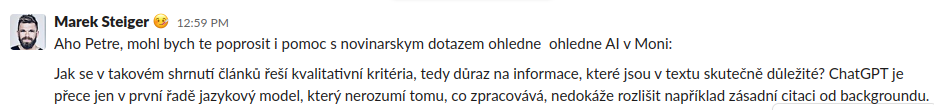 Marek Steiger 12:59 PM
Aho Petre, mohl bych te poprosit i pomoc s novinarskym dotazem ohledne ohledne AI v Moni:
Jak se v takovém shrnutí článků řeší kvalitativní kritéria, tedy důraz na informace, které jsou v textu skutečně důležité? ChatGPT je
přece jen v první řadě jazykový model, který nerozumí tomu, co zpracovává, nedokáže rozlišit například zásadní citaci od backgroundu.